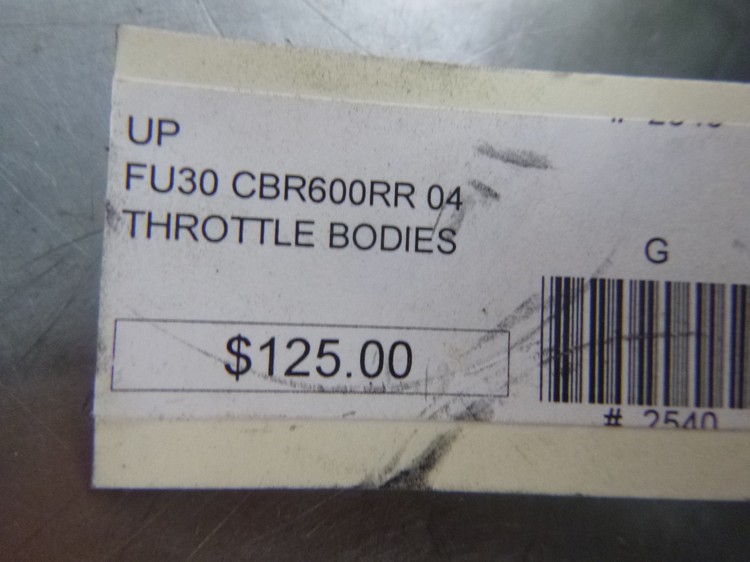 UP
FU30 CBR600RR 04
THROTTLE BODIES
G
$125.00
# 2540